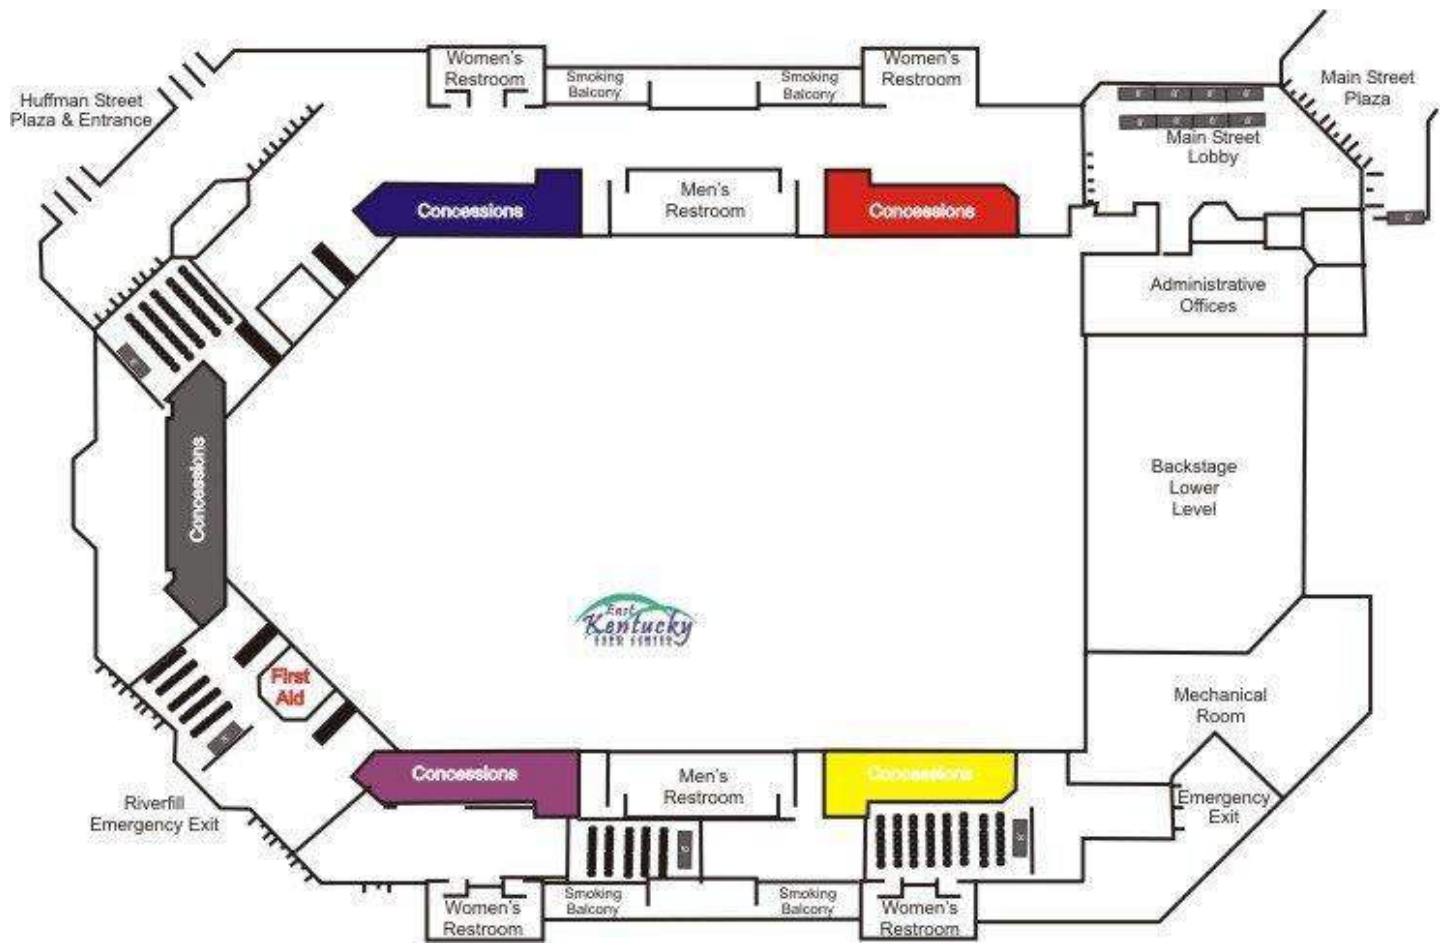 Women's
Restroom
Smoking
Balcony
Smoking
Balcony
Women's
Restroom
Main Street
Plaza
Huffman Street
Plaza & Entrance
Main Street
Lobby
Concessions
Men's
Restroom
Concessions
Administrative
Offices
Concessions
Backstage
Lower
Level
East
Kentucky
First
Aid
Mechanical
Room
Concessions
Men's
Restroom
Concessions
Riverfill
Emergency Exit
Emergency
Exit
Women's
Restroom
Smoking
Balcony
Smoking
Balcony
Women's
Restroom